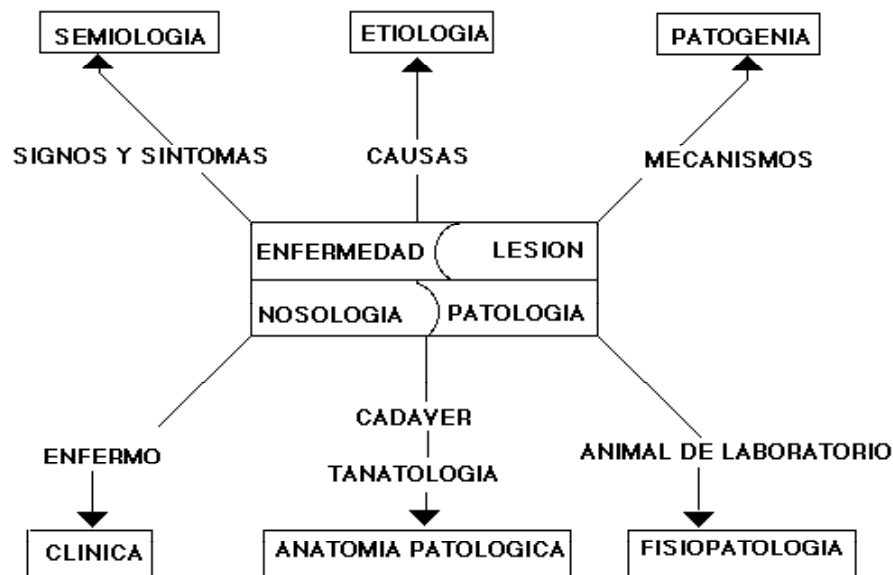 SEMIOLOGIA
ETIOLOGIA
PATOGENIA
SIGNOS Y SINTOMAS
CAUSAS
MECANISMOS
ENFERMEDAD
LESION
NOSOLOGIA
PATOLOGIA
CADAVER
ENFERMO
TANATOLOGIA
ANIMAL DE LABORATORIO
CLINICA
ANATOMIA PATOLOGICA
FISIOPATOLOGIA